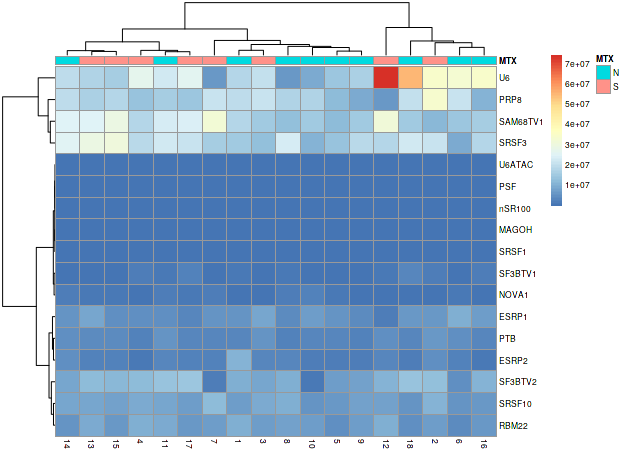 MTX
U6
PRP8
SAM68TV1
SRSF3
U6ATAC
PSF
nSR100
MAGOH
SRSF1
SF3BTV1
NOVA1
ESRP1
PTB
ESRP2
SF3BTV2
SRSF10
RBM22
14 13 15 4 11 17 7 1 3 8 10 5 9 12 18 2 6 16
7e+07
6e+07
5e+07
4e+07
3e+07
2e+07
1e+07
MTX
N
S